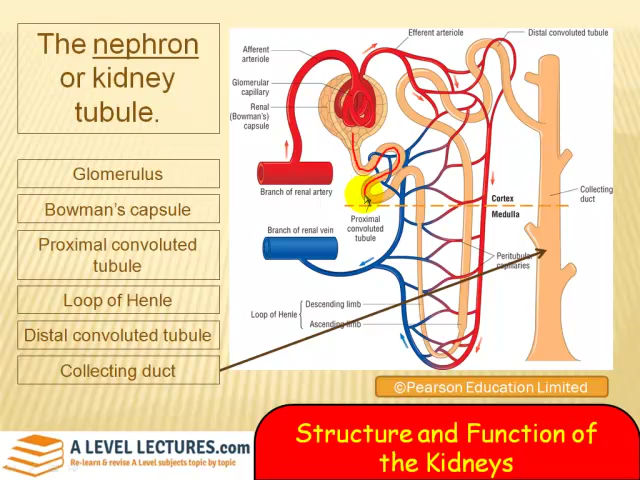 The nephron
or kidney
tubule.
Glomerulus
Bowman's capsule
Proximal convoluted
tubule
Loop of Henle
Distal convoluted tubule
Collecting duct
Efferent arteriole
Distal convoluted tubule
Afferent
arteriole
Glomerular
capillary
Renal
(Bowman's)
capsule
Branch of renal artery
Proximal
convoluted
tubule
Cortex
Medulla
Collecting
duct
Branch of renal vein
Peritubular
capillaries
Loop of Henle
Descending limb
Ascending limb
©Pearson Education Limited
A LEVEL LECTURES.com
Re-learn & revise A Level subjects topic by topic
Structure and Function of
the Kidneys